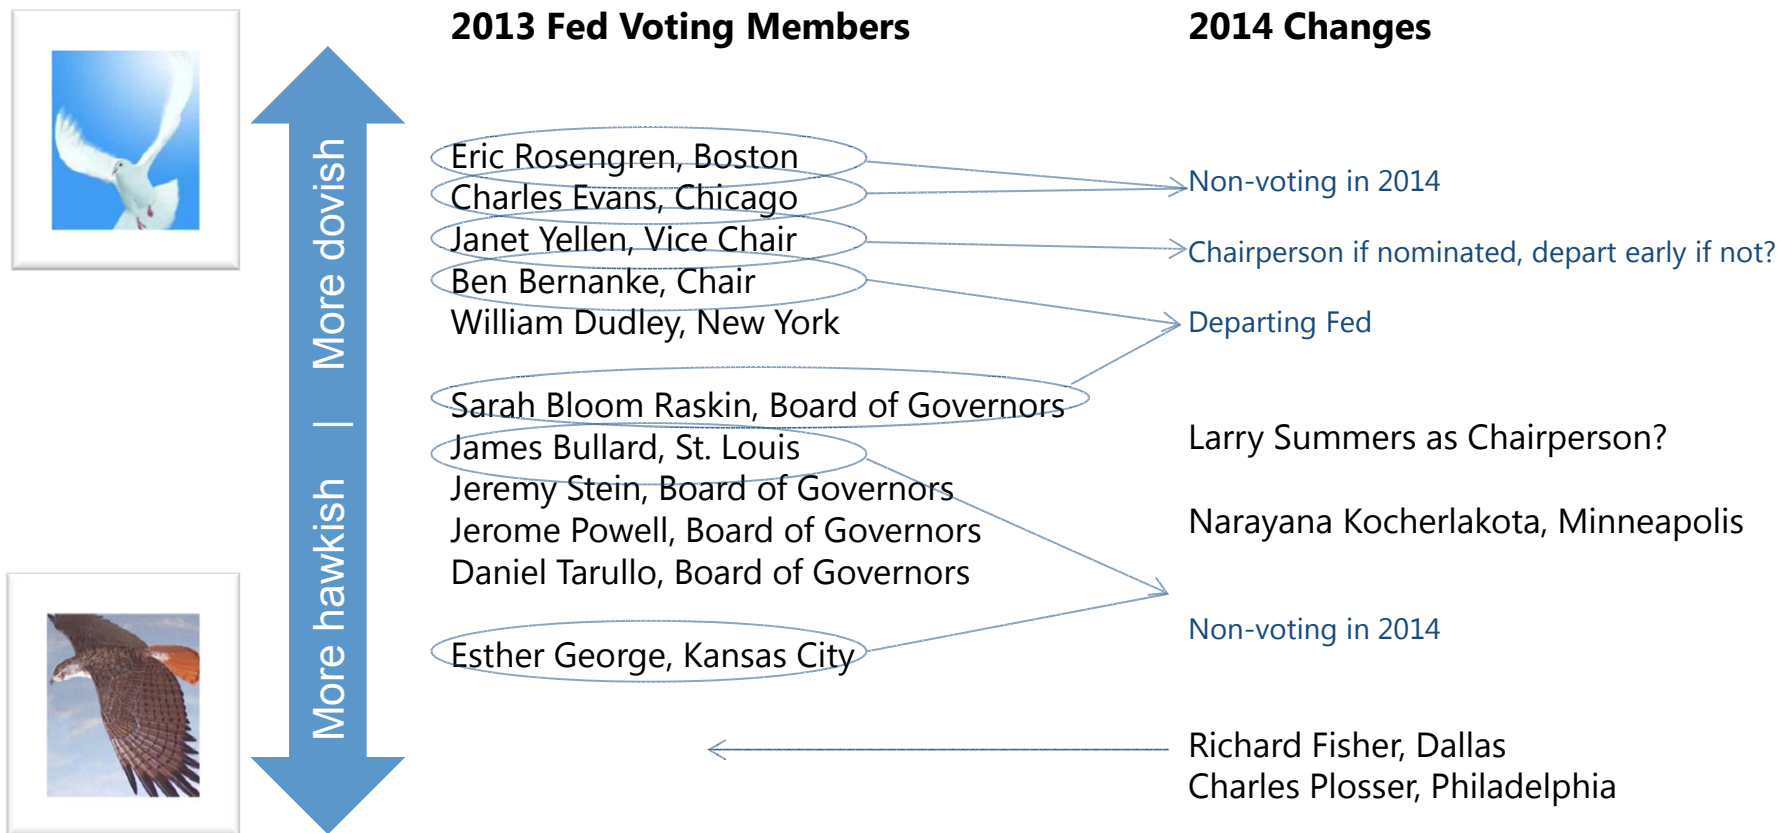 2013 Fed Voting Members
2014 Changes
More dovish
|
More hawkish
Eric Rosengren, Boston
Charles Evans, Chicago
Janet Yellen, Vice Chair
Ben Bernanke, Chair
William Dudley, New York
Sarah Bloom Raskin, Board of Governors
James Bullard, St. Louis
Jeremy Stein, Board of Governors
Jerome Powell, Board of Governors
Daniel Tarullo, Board of Governors
Esther George, Kansas City
Non-voting in 2014
Chairperson if nominated, depart early if not?
Departing Fed
Larry Summers as Chairperson?
Narayana Kocherlakota, Minneapolis
Non-voting in 2014
Richard Fisher, Dallas
Charles Plosser, Philadelphia